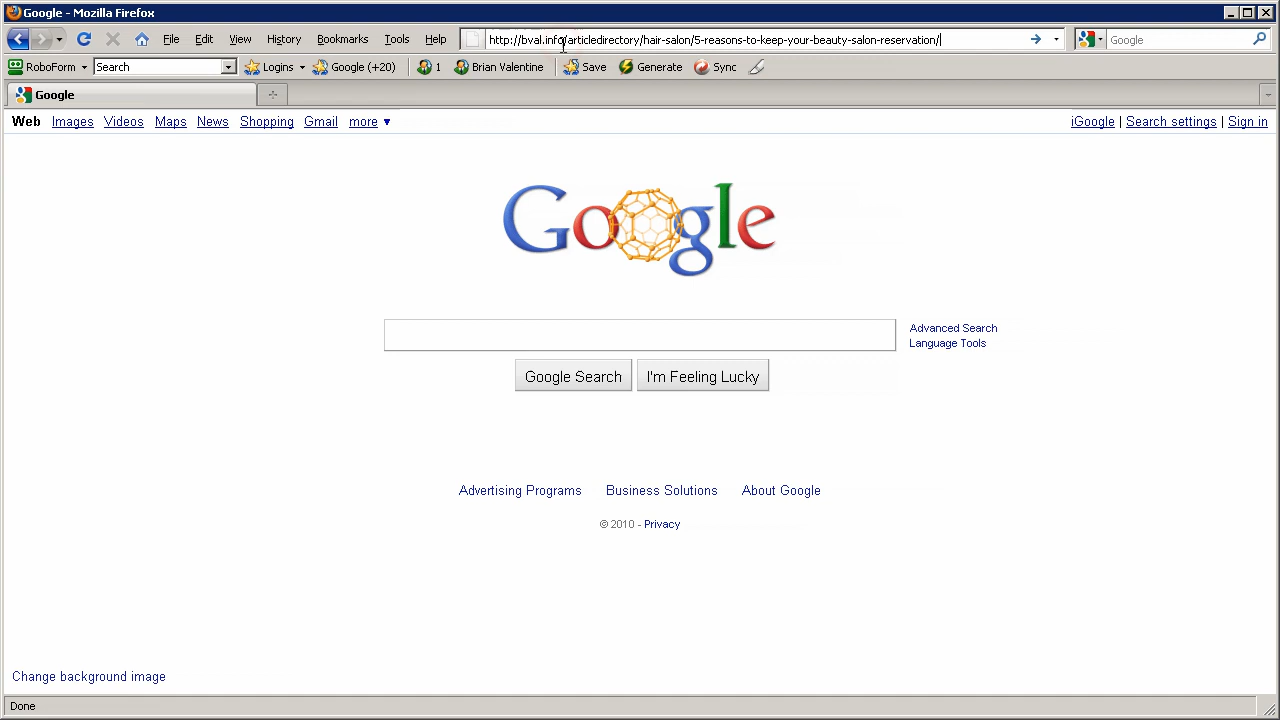 Google - Mozilla Firefox
File Edit View History Bookmarks Tools Help http://bval.info/articledirectory/hair-salon/5-reasons-to-keep-your-beauty-salon-reservation/ Google
RoboForm Search Logins Google (+20) Brian Valentine Save Generate Sync
Google
Web Images Videos Maps News Shopping Gmail more ▼ iGoogle | Search settings | Sign in
Google
Advanced Search
Language Tools
Google Search I'm Feeling Lucky
Advertising Programs Business Solutions About Google
© 2010 - Privacy
Change background image
Done